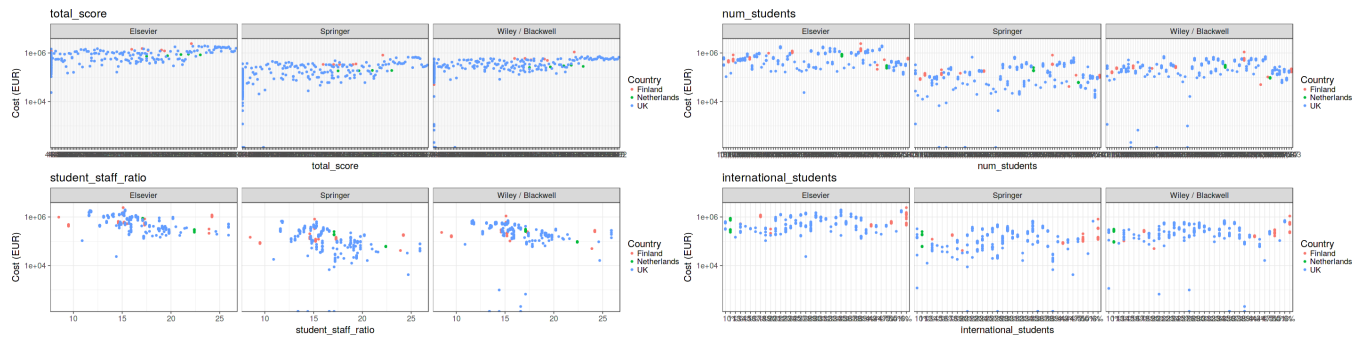 total_score
Elsevier
Springer
Wiley / Blackwell
1e+06
1e+04
Cost (EUR)
total_score
Country
Finland
Netherlands
UK
num_students
Elsevier
Springer
Wiley / Blackwell
1e+06
1e+04
Cost (EUR)
num_students
Country
Finland
Netherlands
UK
student_staff_ratio
Elsevier
Springer
Wiley / Blackwell
1e+06
1e+04
Cost (EUR)
10 15 20 25 10 15 20 25 10 15 20 25
student_staff_ratio
Country
Finland
Netherlands
UK
international_students
Elsevier
Springer
Wiley / Blackwell
1e+06
1e+04
Cost (EUR)
international_students
Country
Finland
Netherlands
UK